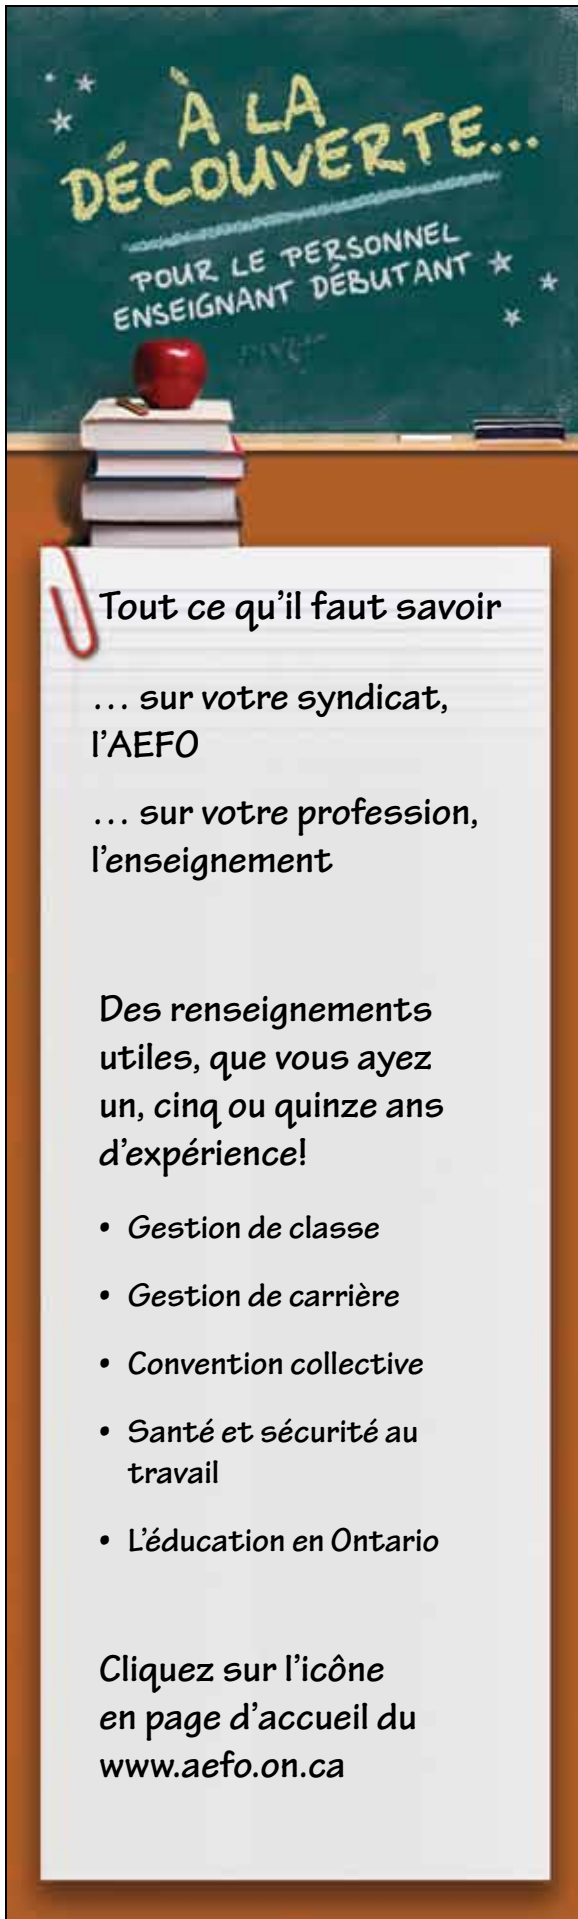 À LA
DÉCOUVERTE...
POUR LE PERSONNEL
ENSEIGNANT DÉBUTANT
Tout ce qu'il faut savoir
... sur votre syndicat,
l'AEFO
... sur votre profession,
l'enseignement
Des renseignements
utiles, que vous ayez
un, cinq ou quinze ans
d'expérience!
• Gestion de classe
• Gestion de carrière
• Convention collective
• Santé et sécurité au
travail
• L'éducation en Ontario
Cliquez sur l'icône
en page d'accueil du
www.aefo.on.ca